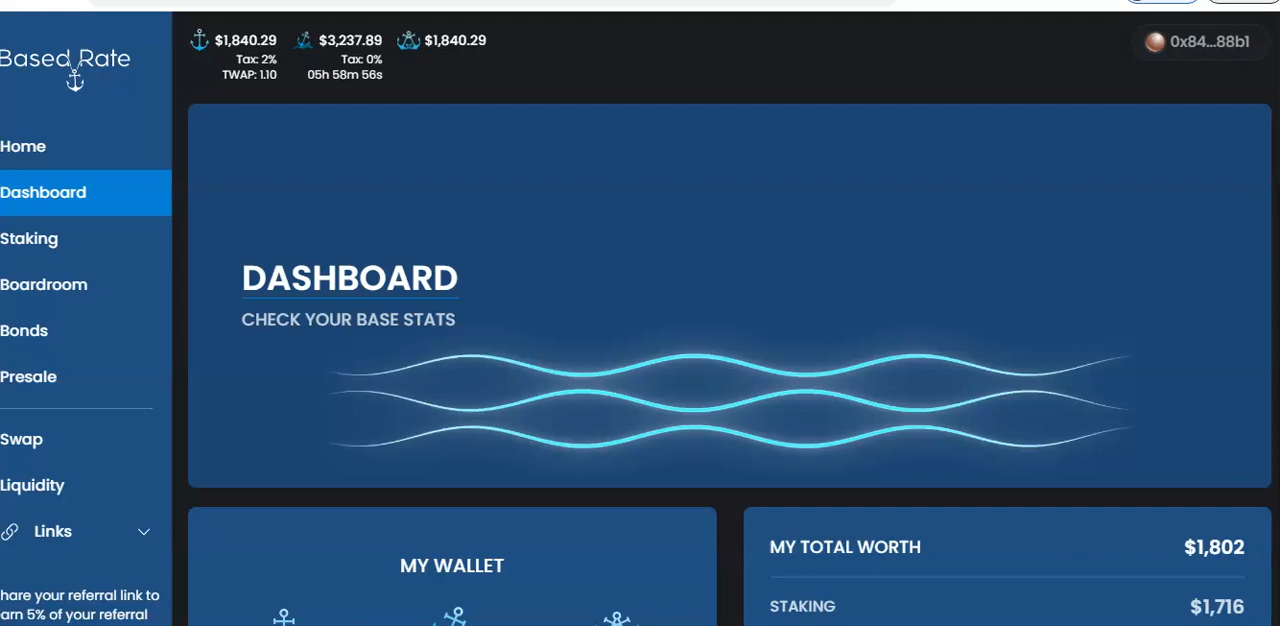 Based Rate
Home
Dashboard
Staking
Boardroom
Bonds
Presale
Swap
Liquidity
Links
hare your referral link to
arn 5% of your referral
$1,840.29
Tax: 2%
TWAP: 1.10
$3,237.89
Tax: 0%
05h 58m 56s
$1,840.29
0x84...88b1
DASHBOARD
CHECK YOUR BASE STATS
MY WALLET
MY TOTAL WORTH
$1,802
STAKING
$1,716